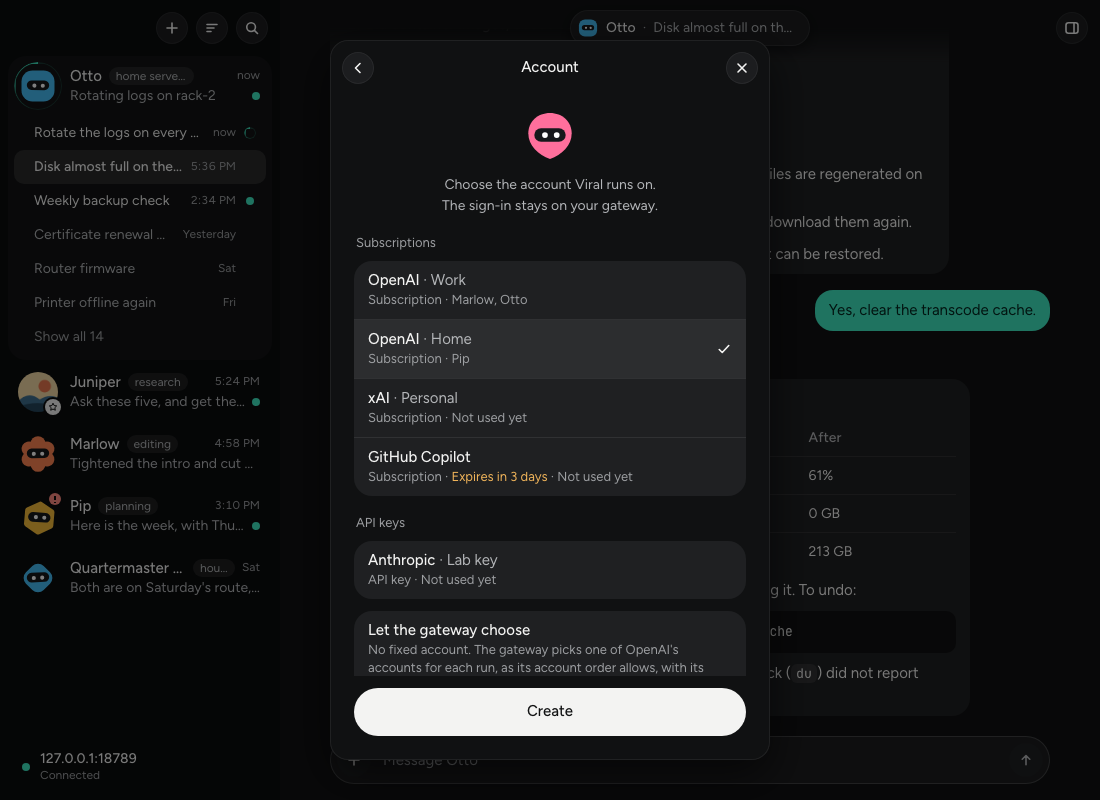 Otto · Disk almost full on th…
Otto home serve… now
Rotating logs on rack-2
Rotate the logs on every … now
Disk almost full on the… 5:36 PM
Weekly backup check 2:34 PM
Certificate renewal … Yesterday
Router firmware Sat
Printer offline again Fri
Show all 14
Juniper research 5:24 PM
Ask these five, and get the…
Marlow editing 4:58 PM
Tightened the intro and cut …
Pip planning 3:10 PM
Here is the week, with Thu…
Quartermaster … hou… Sat
Both are on Saturday's route,…
127.0.0.1:18789
Connected
Account
Choose the account Viral runs on.
The sign-in stays on your gateway.
Subscriptions
OpenAI · Work
Subscription · Marlow, Otto
OpenAI · Home
Subscription · Pip
xAI · Personal
Subscription · Not used yet
GitHub Copilot
Subscription · Expires in 3 days · Not used yet
API keys
Anthropic · Lab key
API key · Not used yet
Let the gateway choose
No fixed account. The gateway picks one of OpenAI's
accounts for each run, as its account order allows, with its
Create
files are regenerated on
download them again.
can be restored.
Yes, clear the transcode cache.
After
61%
0 GB
213 GB
it. To undo:
(du) did not report
Message Otto